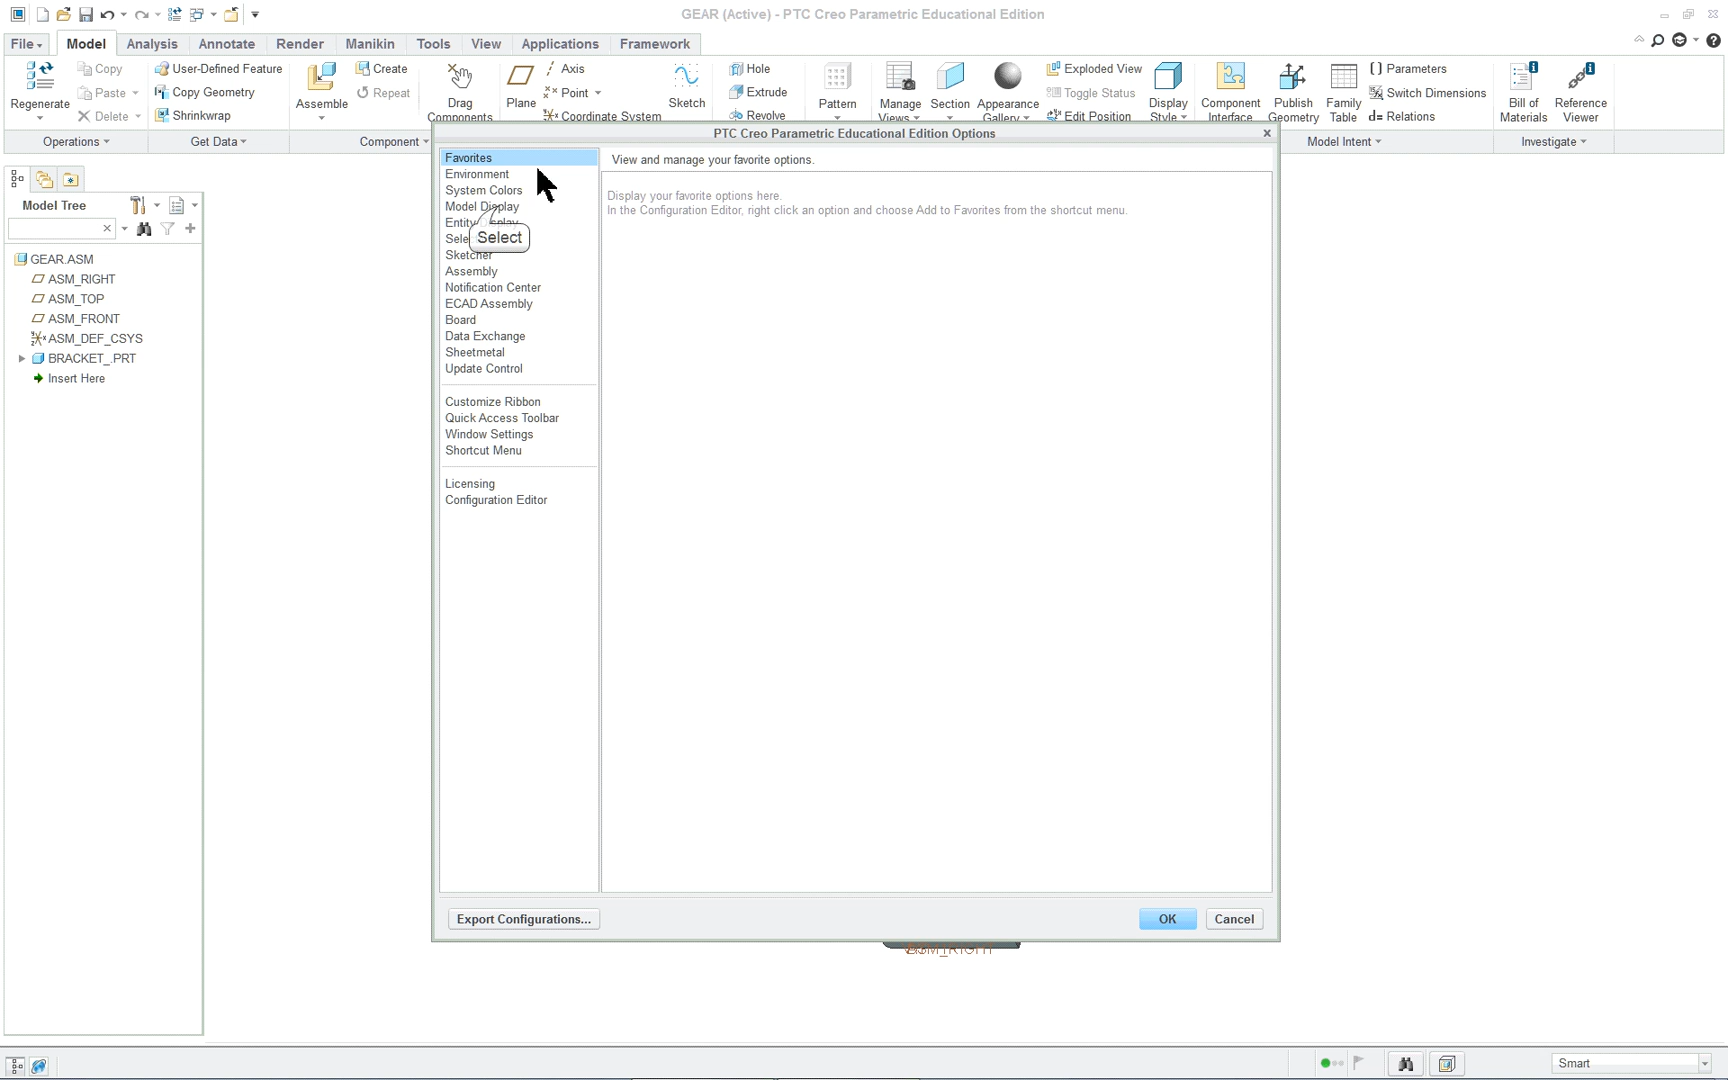 GEAR (Active) - PTC Creo Parametric Educational Edition
File
Model
Analysis
Annotate
Render
Manikin
Tools
View
Applications
Framework
Regenerate
Copy
Paste
Delete
User-Defined Feature
Copy Geometry
Shrinkwrap
Assemble
Create
Repeat
Drag
Components
Plane
Axis
Point
Coordinate System
Sketch
Hole
Extrude
Revolve
Pattern
Manage
Views
Section
Appearance
Gallery
Exploded View
Toggle Status
Edit Position
Display
Style
Component
Interface
Publish
Geometry
Family
Table
Parameters
Switch Dimensions
d= Relations
Bill of
Materials
Reference
Viewer
Operations
Get Data
Component
Model Intent
Investigate
Model Tree
GEAR.ASM
ASM_RIGHT
ASM_TOP
ASM_FRONT
ASM_DEF_CSYS
BRACKET_.PRT
Insert Here
PTC Creo Parametric Educational Edition Options
Favorites
Environment
System Colors
Model Display
Entity Display
Select
Sketcher
Assembly
Notification Center
ECAD Assembly
Board
Data Exchange
Sheetmetal
Update Control
Customize Ribbon
Quick Access Toolbar
Window Settings
Shortcut Menu
Licensing
Configuration Editor
View and manage your favorite options.
Display your favorite options here.
In the Configuration Editor, right click an option and choose Add to Favorites from the shortcut menu.
Export Configurations...
OK
Cancel
ASM_RIGHT
Smart